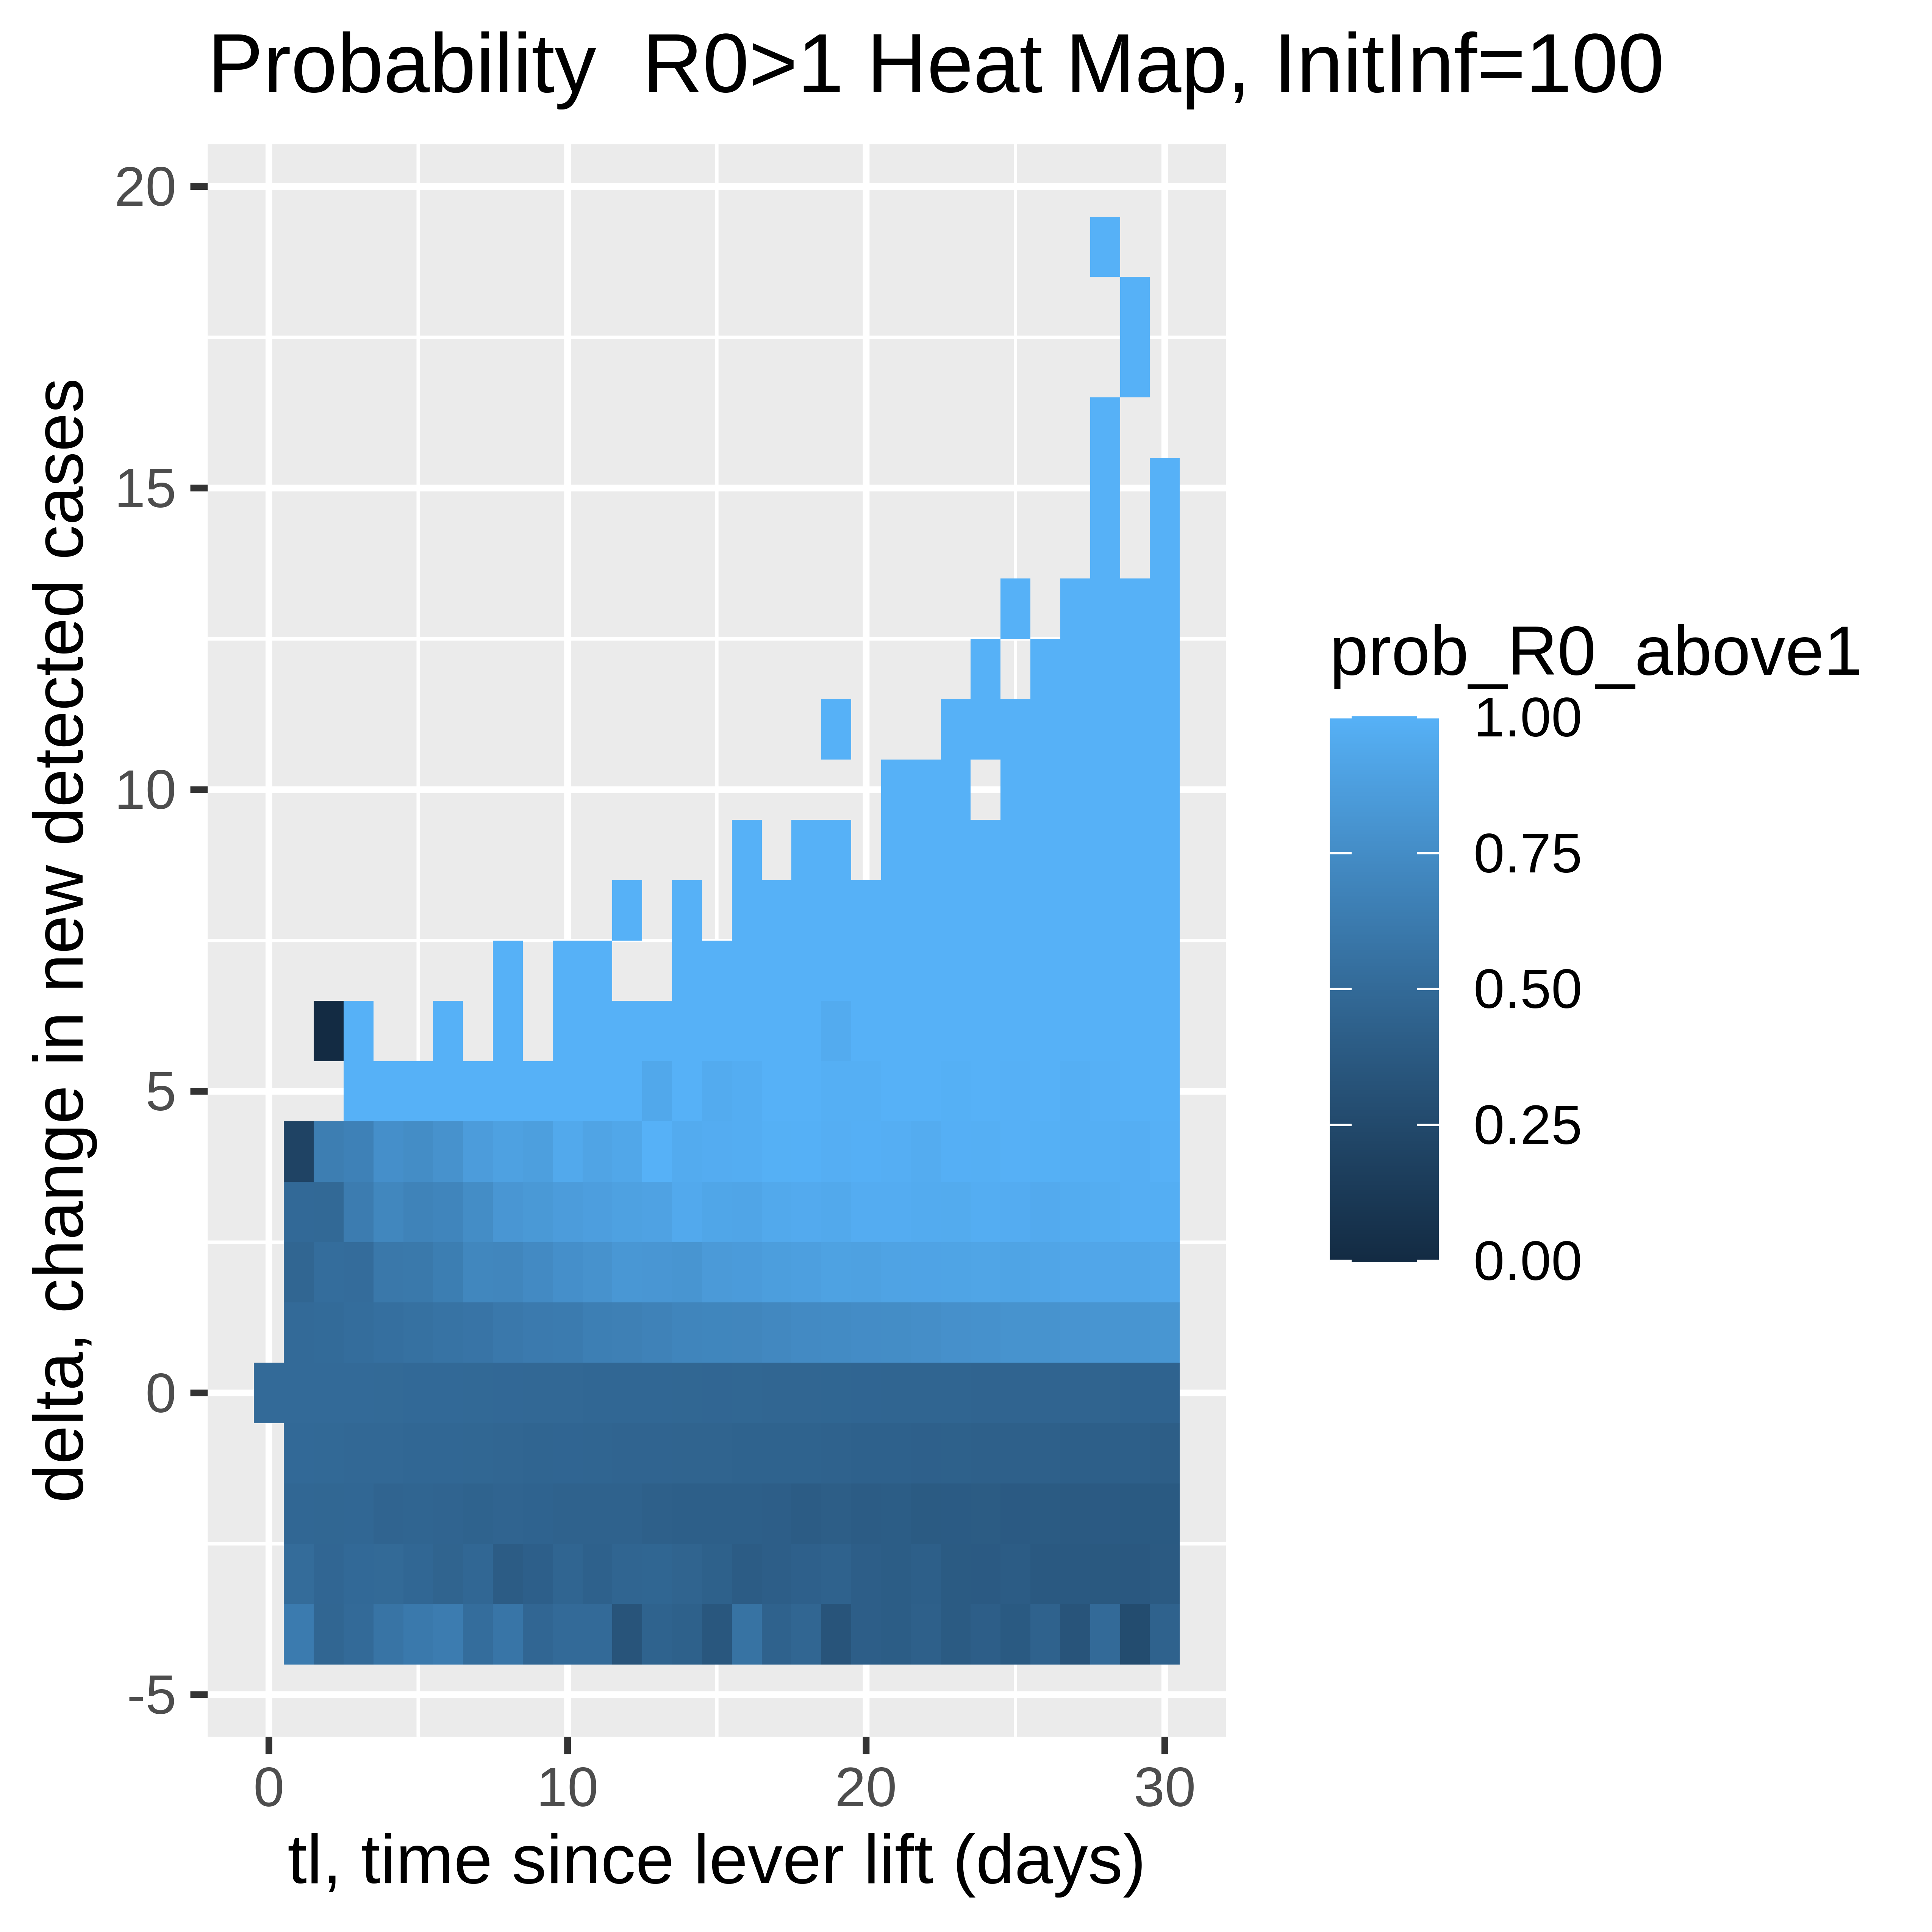 Probability  R0>1 Heat Map, InitInf=100
20
15
10
5
0
-5
delta, change in new detected cases
0 10 20 30
tl, time since lever lift (days)
prob_R0_above1
1.00
0.75
0.50
0.25
0.00